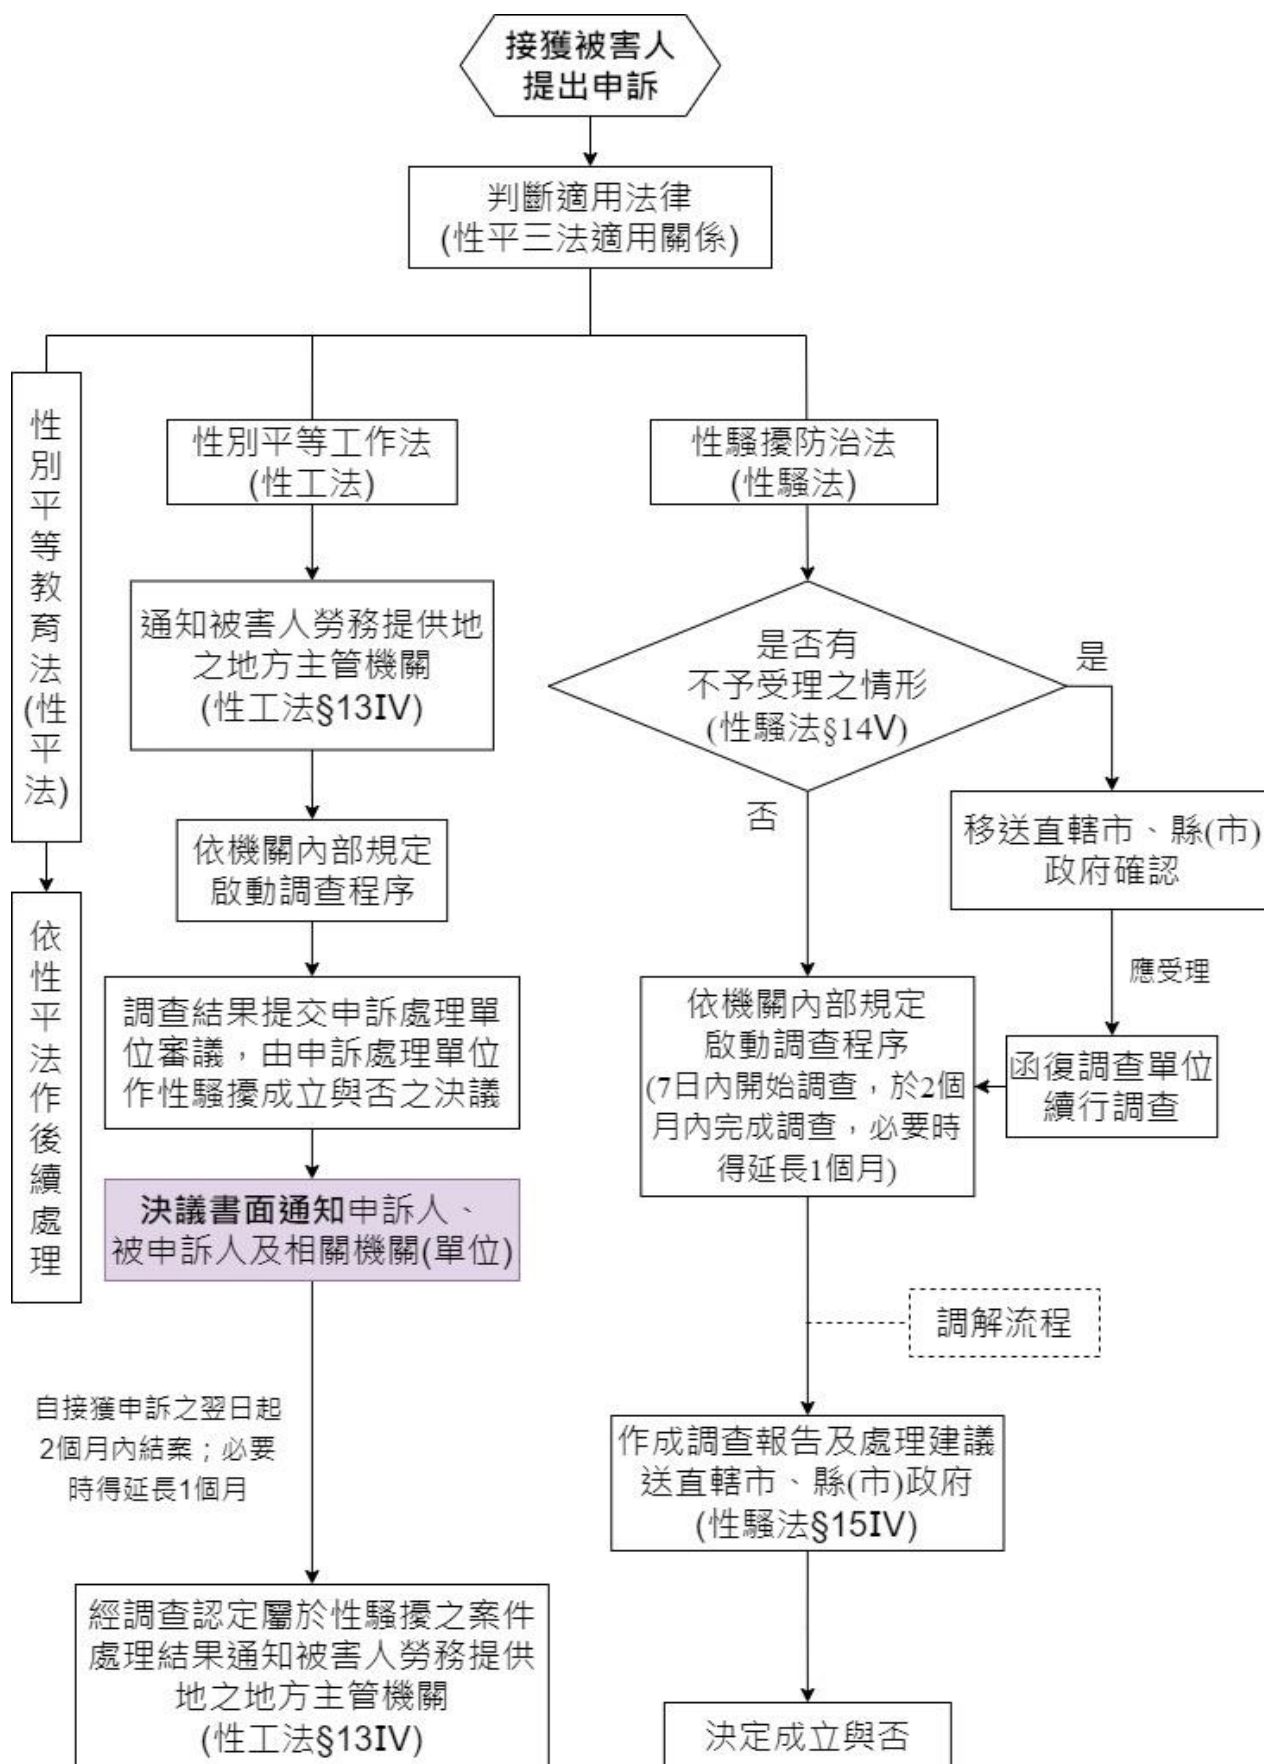 接獲被害人
提出申訴
判斷適用法律
(性平三法適用關係)
性
別
平
等
教
育
法
(性
平
法)
依
性
平
法
作
後
續
處
理
性別平等工作法
(性工法)
通知被害人勞務提供地
之地方主管機關
(性工法§13IV)
依機關內部規定
啟動調查程序
調查結果提交申訴處理單
位審議，由申訴處理單位
作性騷擾成立與否之決議
決議書面通知申訴人、
被申訴人及相關機關(單位)
自接獲申訴之翌日起
2個月內結案；必要
時得延長1個月
經調查認定屬於性騷擾之案件
處理結果通知被害人勞務提供
地之地方主管機關
(性工法§13IV)
性騷擾防治法
(性騷法)
是否有
不予受理之情形
(性騷法§14V)
是
移送直轄市、縣(市)
政府確認
應受理
函復調查單位
續行調查
否
依機關內部規定
啟動調查程序
(7日內開始調查，於2個
月內完成調查，必要時
得延長1個月)
調解流程
作成調查報告及處理建議
送直轄市、縣(市)政府
(性騷法§15IV)
決定成立與否